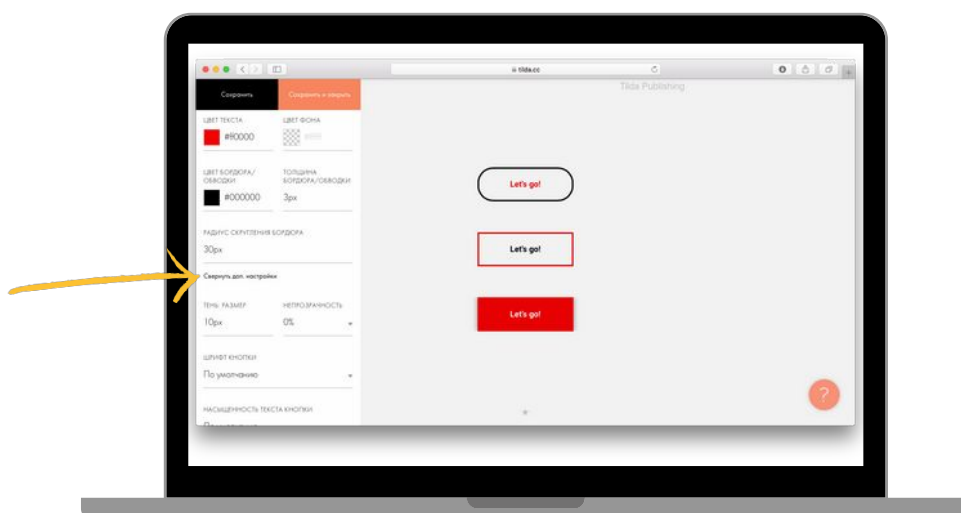 tilda.cc
Tilda Publishing
Сохранить
Сохранить и закрыть
ЦВЕТ ТЕКСТА
ЦВЕТ ФОНА
#ff0000
ЦВЕТ БОРДЮРА/
ОБВОДКИ
ТОЛЩИНА
БОРДЮРА/ОБВОДКИ
#000000
3px
РАДИУС СКРУГЛЕНИЯ БОРДЮРА
30px
Свернуть доп. настройки
ТЕНЬ: РАЗМЕР
НЕПРОЗРАЧНОСТЬ
10px
0%
ШРИФТ КНОПКИ
По умолчанию
НАСЫЩЕННОСТЬ ТЕКСТА КНОПКИ
Let's go!
Let's go!
Let's go!
?